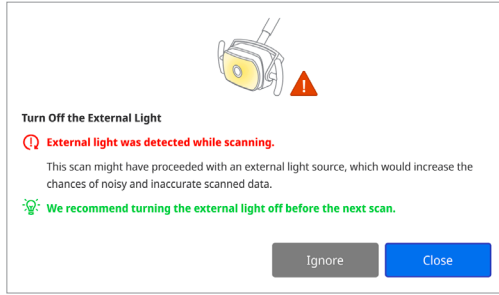 Turn Off the External Light
External light was detected while scanning.
This scan might have proceeded with an external light source, which would increase the
chances of noisy and inaccurate scanned data.
We recommend turning the external light off before the next scan.
Ignore
Close